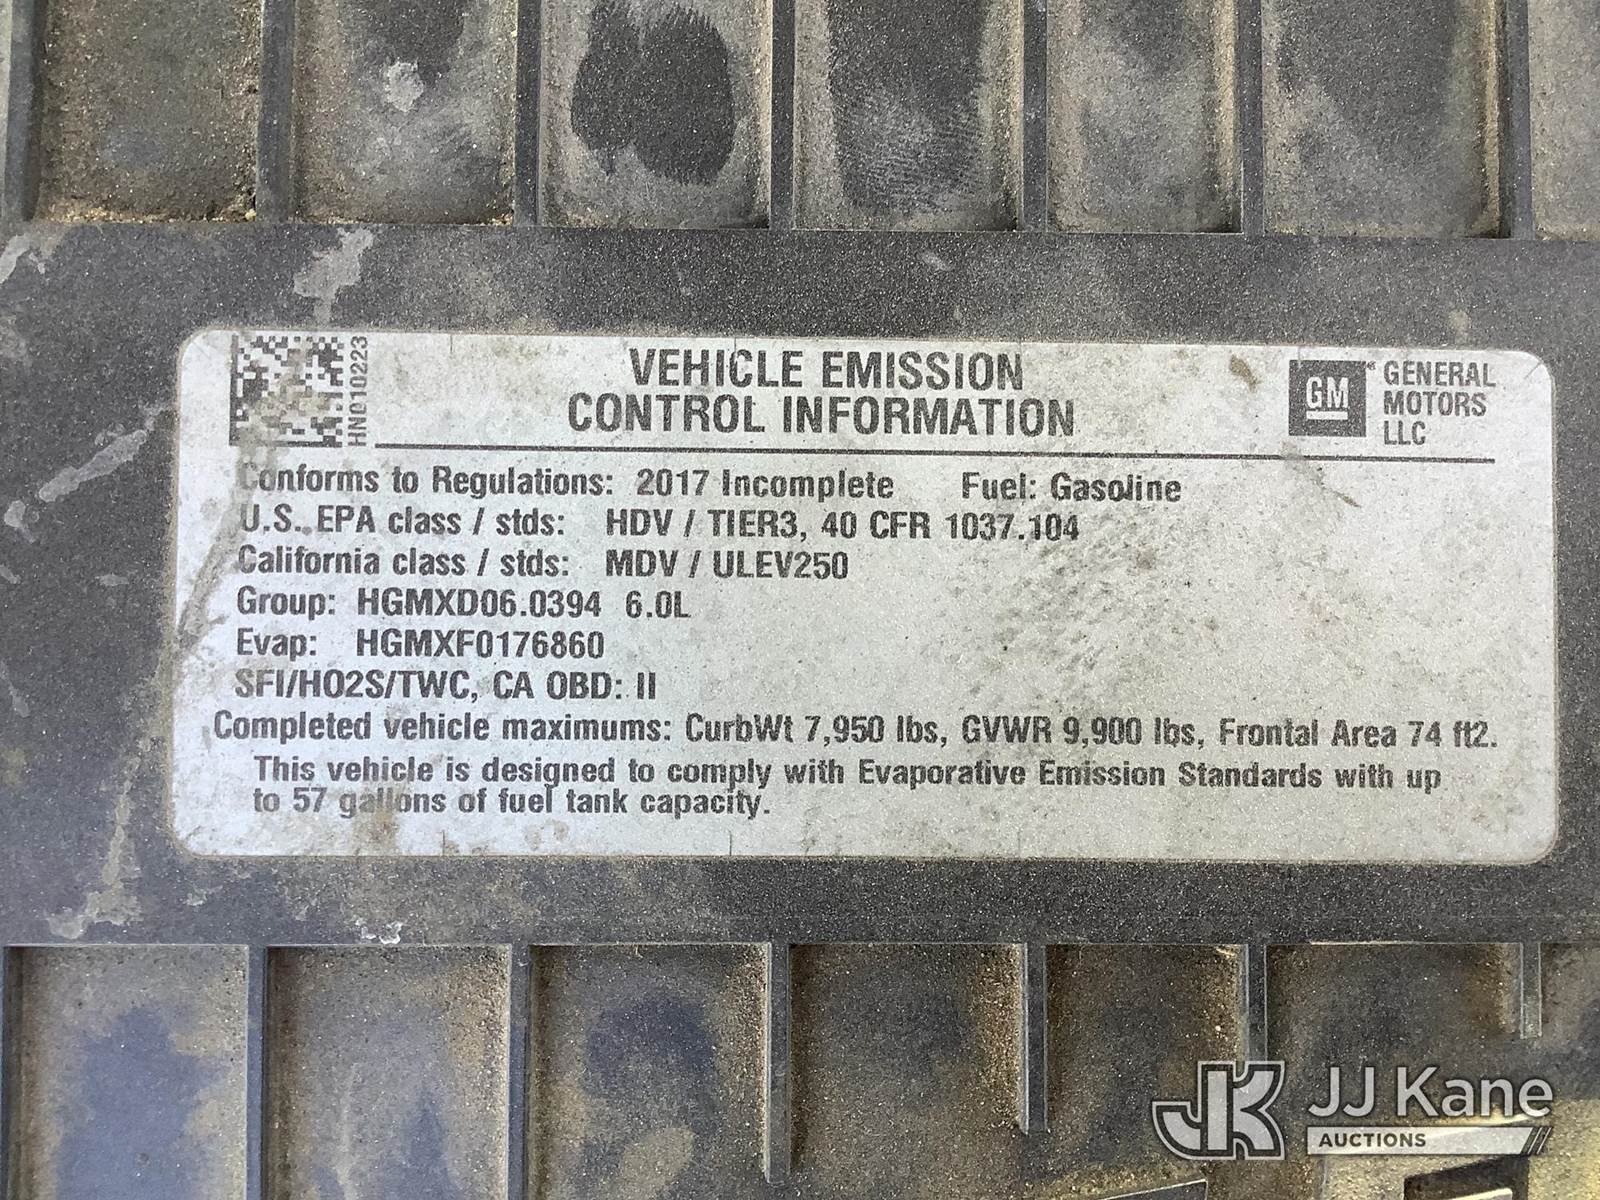 HN010223
VEHICLE EMISSION
CONTROL INFORMATION
GM
GENERAL
MOTORS
LLC
Conforms to Regulations: 2017 Incomplete Fuel: Gasoline
U.S. EPA class / stds: HDV / TIER3, 40 CFR 1037.104
California class / stds: MDV / ULEV250
Group: HGMXD06.0394 6.0L
Evap: HGMXF0176860
SFI/HO2S/TWC, CA OBD: II
Completed vehicle maximums: CurbWt 7,950 lbs, GVWR 9,900 lbs, Frontal Area 74 ft2.
This vehicle is designed to comply with Evaporative Emission Standards with up
to 57 gallons of fuel tank capacity.
JK JJ Kane
AUCTIONS